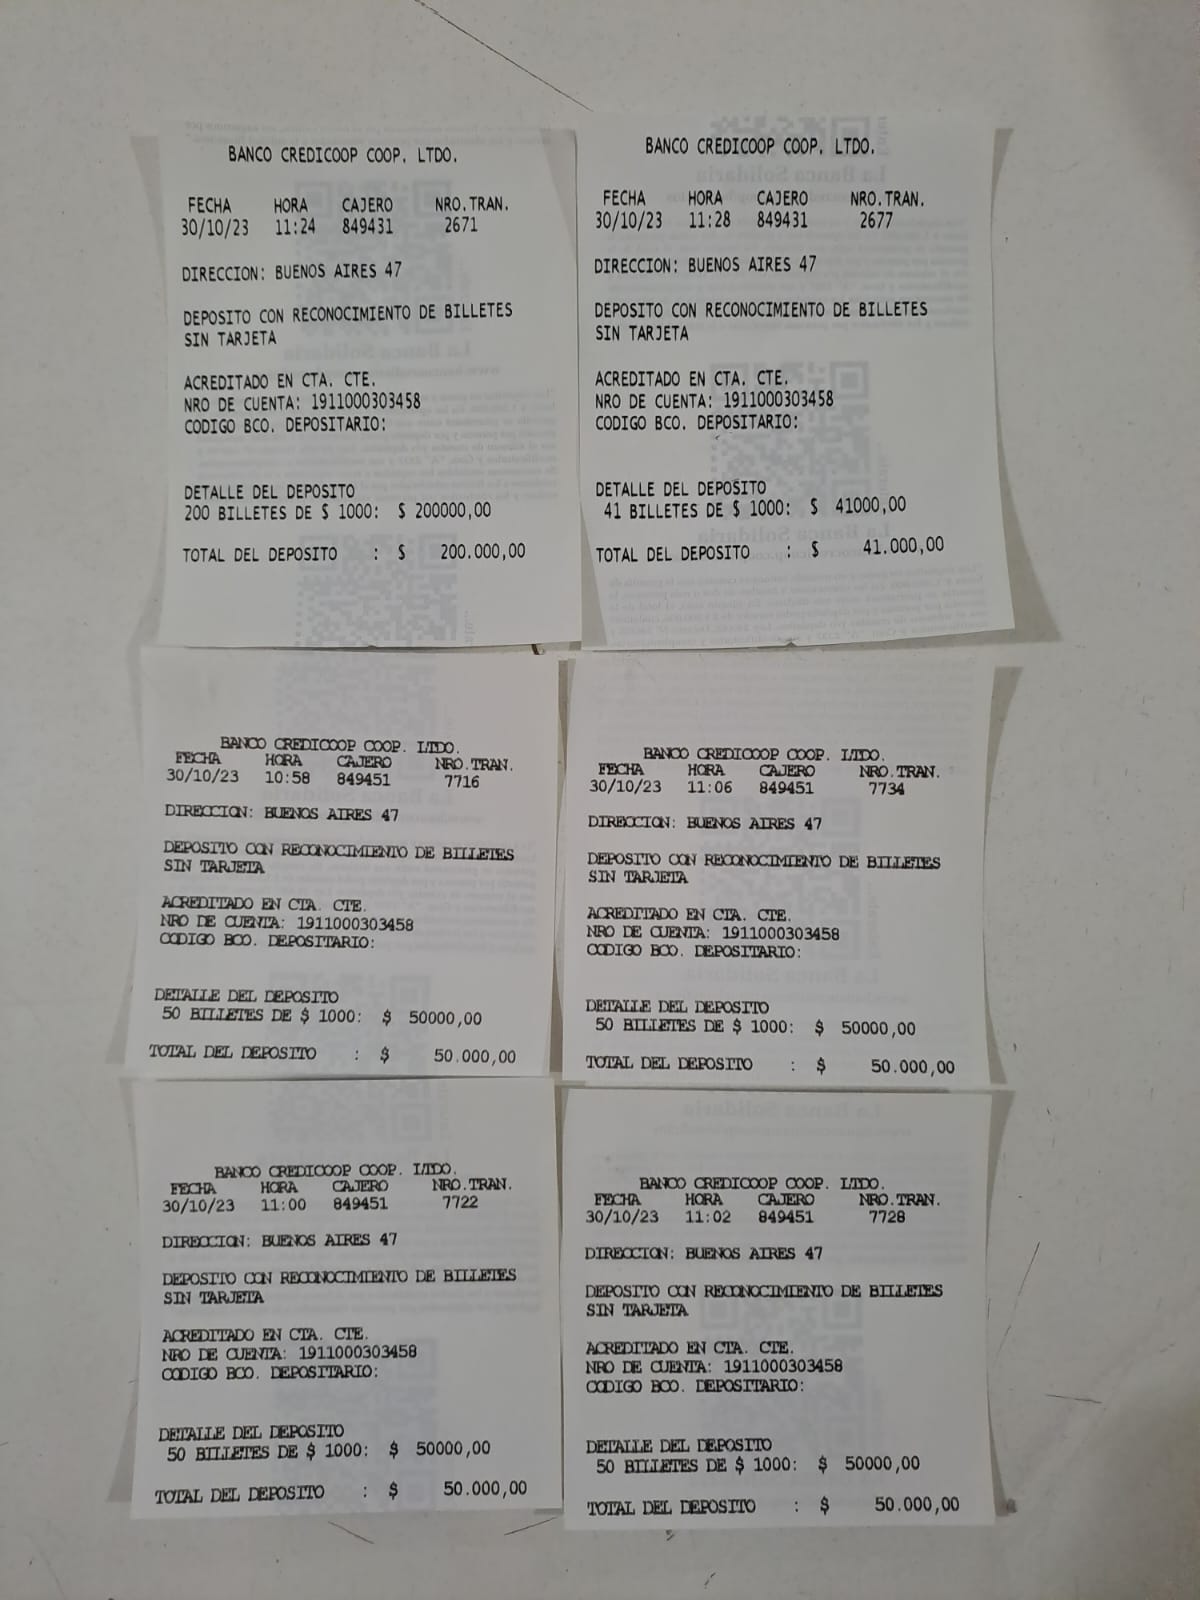 BANCO CREDICOOP COOP. LTDO.
FECHA HORA CAJERO NRO.TRAN.
30/10/23 11:24 849431 2671
DIRECCION: BUENOS AIRES 47
DEPOSITO CON RECONOCIMIENTO DE BILLETES
SIN TARJETA
ACREDITADO EN CTA. CTE.
NRO DE CUENTA: 1911000303458
CODIGO BCO. DEPOSITARIO:
DETALLE DEL DEPOSITO
200 BILLETES DE $ 1000: $ 200000,00
TOTAL DEL DEPOSITO : $ 200.000,00
BANCO CREDICOOP COOP. LTDO.
FECHA HORA CAJERO NRO.TRAN.
30/10/23 11:28 849431 2677
DIRECCION: BUENOS AIRES 47
DEPOSITO CON RECONOCIMIENTO DE BILLETES
SIN TARJETA
ACREDITADO EN CTA. CTE.
NRO DE CUENTA: 1911000303458
CODIGO BCO. DEPOSITARIO:
DETALLE DEL DEPOSITO
41 BILLETES DE $ 1000: $ 41000,00
TOTAL DEL DEPOSITO : $ 41.000,00
BANCO CREDICOOP COOP. LTDO.
FECHA HORA CAJERO NRO.TRAN.
30/10/23 10:58 849451 7716
DIRECCION: BUENOS AIRES 47
DEPOSITO CON RECONOCIMIENTO DE BILLETES
SIN TARJETA
ACREDITADO EN CTA. CTE.
NRO DE CUENTA: 1911000303458
CODIGO BCO. DEPOSITARIO:
DETALLE DEL DEPOSITO
50 BILLETES DE $ 1000: $ 50000,00
TOTAL DEL DEPOSITO : $ 50.000,00
BANCO CREDICOOP COOP. LTDO.
FECHA HORA CAJERO NRO.TRAN.
30/10/23 11:06 849451 7734
DIRECCION: BUENOS AIRES 47
DEPOSITO CON RECONOCIMIENTO DE BILLETES
SIN TARJETA
ACREDITADO EN CTA. CTE.
NRO DE CUENTA: 1911000303458
CODIGO BCO. DEPOSITARIO:
DETALLE DEL DEPOSITO
50 BILLETES DE $ 1000: $ 50000,00
TOTAL DEL DEPOSITO : $ 50.000,00
BANCO CREDICOOP COOP. LTDO.
FECHA HORA CAJERO NRO.TRAN.
30/10/23 11:00 849451 7722
DIRECCION: BUENOS AIRES 47
DEPOSITO CON RECONOCIMIENTO DE BILLETES
SIN TARJETA
ACREDITADO EN CTA. CTE.
NRO DE CUENTA: 1911000303458
CODIGO BCO. DEPOSITARIO:
DETALLE DEL DEPOSITO
50 BILLETES DE $ 1000: $ 50000,00
TOTAL DEL DEPOSITO : $ 50.000,00
BANCO CREDICOOP COOP. LTDO.
FECHA HORA CAJERO NRO.TRAN.
30/10/23 11:02 849451 7728
DIRECCION: BUENOS AIRES 47
DEPOSITO CON RECONOCIMIENTO DE BILLETES
SIN TARJETA
ACREDITADO EN CTA. CTE.
NRO DE CUENTA: 1911000303458
CODIGO BCO. DEPOSITARIO:
DETALLE DEL DEPOSITO
50 BILLETES DE $ 1000: $ 50000,00
TOTAL DEL DEPOSITO : $ 50.000,00